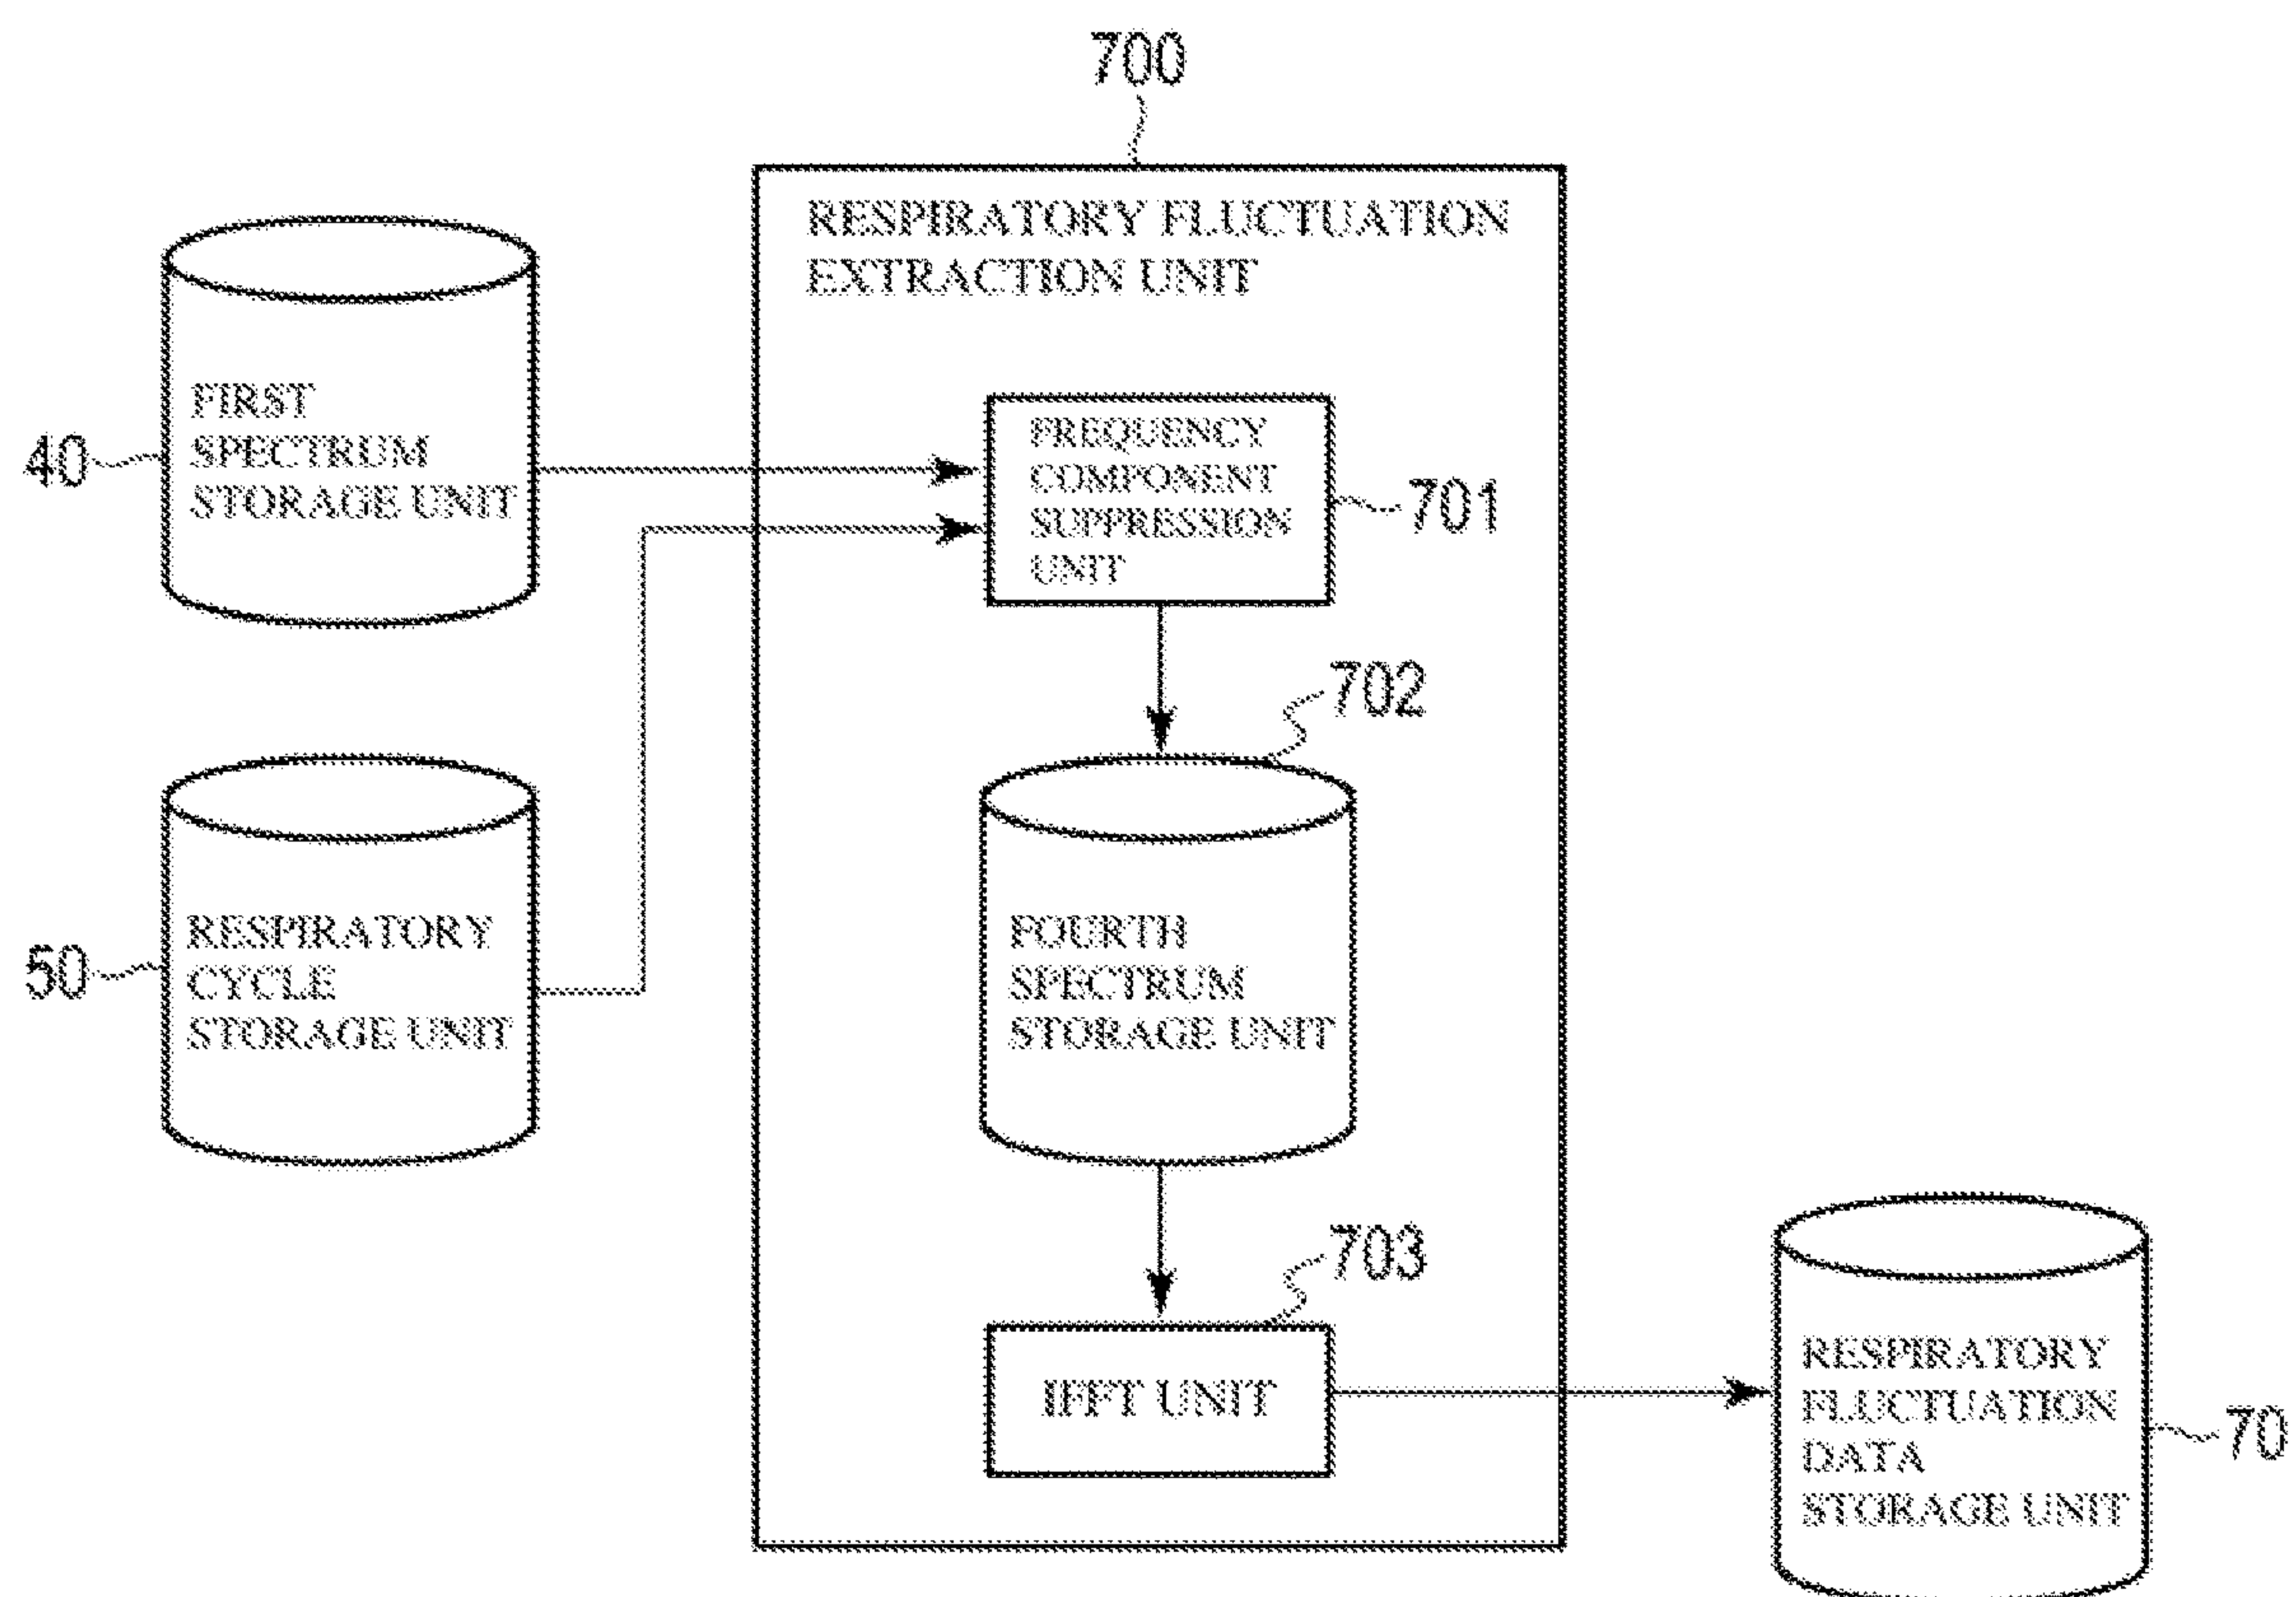 700
RESPIRATORY FLUCTUATION
EXTRACTION UNIT
FIRST
SPECTRUM
STORAGE UNIT
40
FREQUENCY
COMPONENT
SUPPRESSION
UNIT
701
702
RESPIRATORY
CYCLE
STORAGE UNIT
50
FOURTH
SPECTRUM
STORAGE UNIT
703
IFFT UNIT
RESPIRATORY
FLUCTUATION
DATA
STORAGE UNIT
70